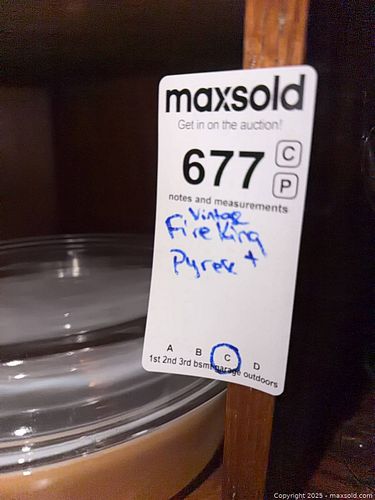 maxsold
Get in on the auction!
677
C
P
notes and measurements
Vintage
Fire King
Pyrex +
A B C D
1st 2nd 3rd bsmt garage outdoors
Copyright 2025 - maxsold.com